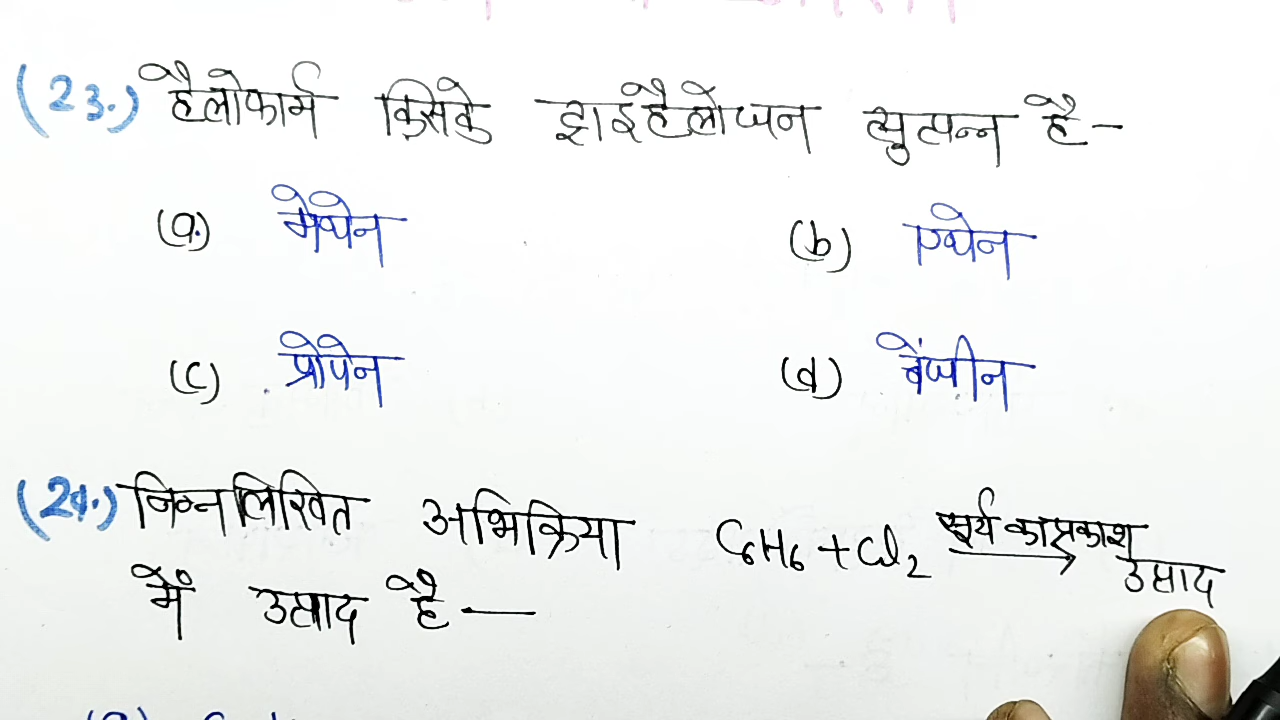 (23.) हैलोफार्म किसके ट्राइहैलोजन व्युत्पन्न है-
(a.) मेथेन (b) एथेन
(c) प्रोपेन (d) बेंजीन
(24.) निम्नलिखित अभिक्रिया C₆H₆ + Cl₂ सूर्य का प्रकाश → उत्पाद
में उत्पाद है —